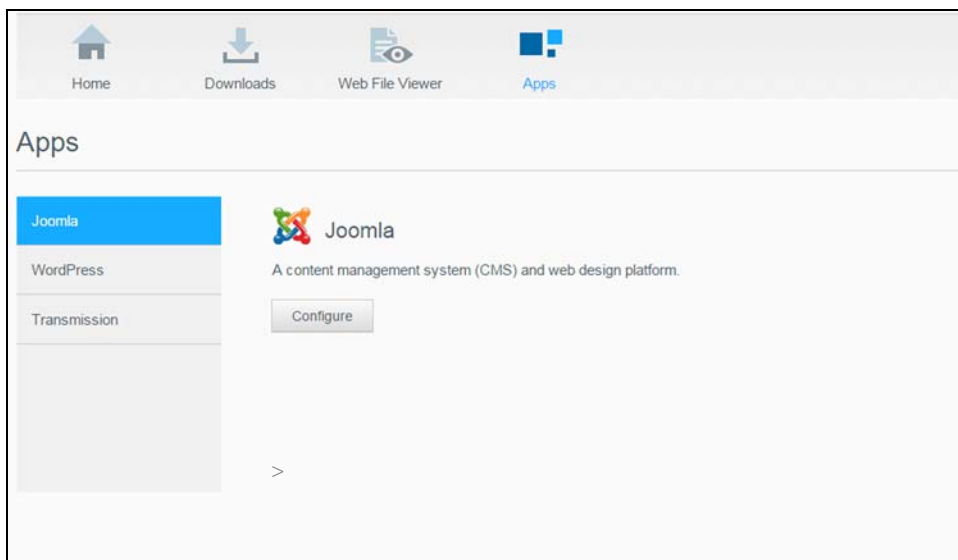 Home Downloads Web File Viewer Apps
Apps
Joomla
WordPress
Transmission
Joomla
A content management system (CMS) and web design platform.
Configure
>